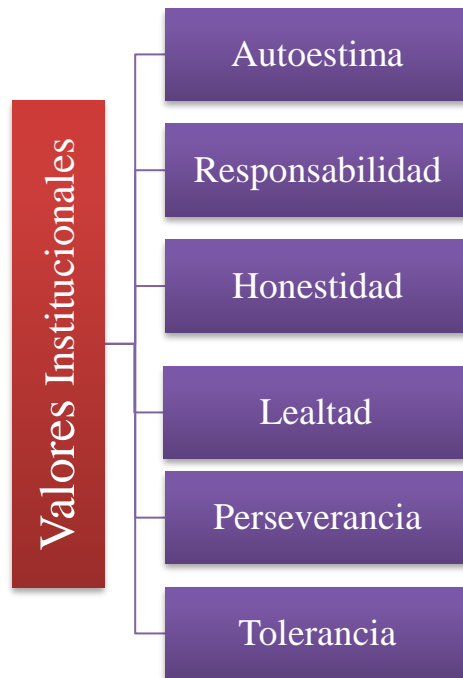 Valores Institucionales
Autoestima
Responsabilidad
Honestidad
Lealtad
Perseverancia
Tolerancia